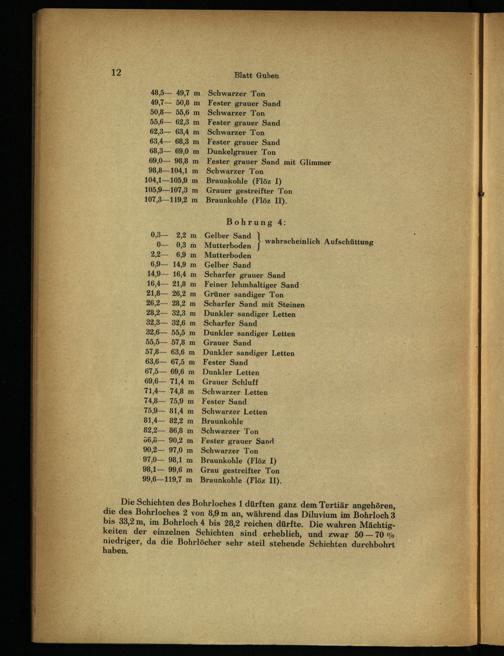 12
Blatt Guben
48,5— 49,7 m Schwarzer Ton
49,7— 50,8 m Fester grauer Sand
50,8— 55,6 m Schwarzer Ton
55,6— 62,3 m Fester grauer Sand
62,3— 63,4 m Schwarzer Ton
63,4— 68,3 m Fester grauer Sand
68,3— 69,0 m Dunkelgrauer Ton
69,0— 98,8 m Fester grauer Sand mit Glimmer
98,8—104,1 m Schwarzer Ton
104,1—105,9 m Braunkohle (Flöz I)
105,9—107,3 m Grauer gestreifter Ton
107,3—119,2 m Braunkohle (Flöz II).
Bohrung 4:
0,3— 2,2 m Gelber Sand } wahrscheinlich Aufschüttung
0— 0,3 m Mutterboden
2,2— 6,9 m Mutterboden
6,9— 14,9 m Gelber Sand
14,9— 16,4 m Scharfer grauer Sand
16,4— 21,8 m Feiner lehmhaltiger Sand
21,8— 26,2 m Grüner sandiger Ton
26,2— 28,2 m Scharfer Sand mit Steinen
28,2— 32,3 m Dunkler sandiger Letten
32,3— 32,6 m Scharfer Sand
32,6— 55,5 m Dunkler sandiger Letten
55,5— 57,8 m Grauer Sand
57,8— 63,6 m Dunkler sandiger Letten
63,6— 67,5 m Fester Sand
67,5— 69,6 m Dunkler Letten
69,6— 71,4 m Grauer Schluff
71,4— 74,8 m Schwarzer Letten
74,8— 75,9 m Fester Sand
75,9— 81,4 m Schwarzer Letten
81,4— 82,2 m Braunkohle
82,2— 86,8 m Schwarzer Ton
86,8— 90,2 m Fester grauer Sand
90,2— 97,0 m Schwarzer Ton
97,0— 98,1 m Braunkohle (Flöz I)
98,1— 99,6 m Grau gestreifter Ton
99,6—119,7 m Braunkohle (Flöz II).
Die Schichten des Bohrloches 1 dürften ganz dem Tertiär angehören,
die des Bohrloches 2 von 8,9 m an, während das Diluvium im Bohrloch 3
bis 33,2 m, im Bohrloch 4 bis 28,2 reichen dürfte. Die wahren Mächtig-
keiten der einzelnen Schichten sind erheblich, und zwar 50—70 %
niedriger, da die Bohrlöcher sehr steil stehende Schichten durchbohrt
haben.